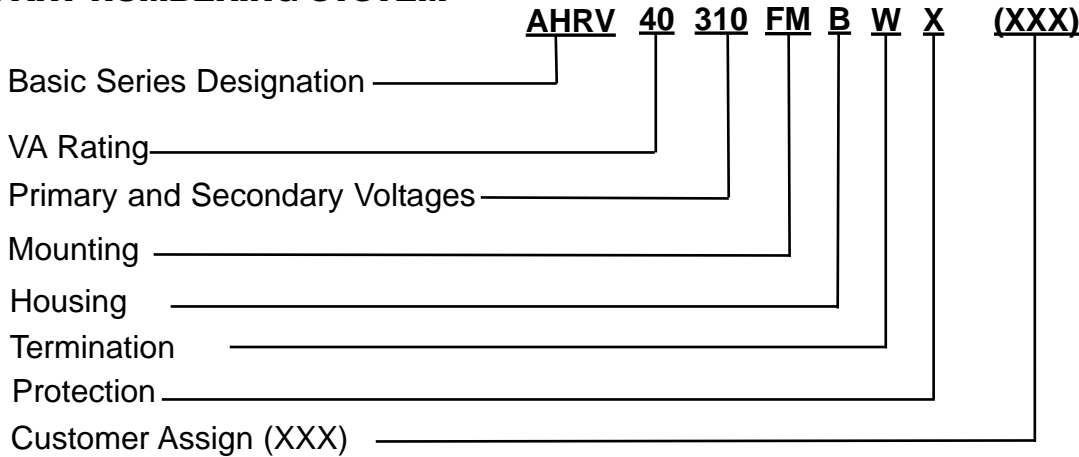 AHRV 40 310 FM B W X (XXX)
Basic Series Designation
VA Rating
Primary and Secondary Voltages
Mounting
Housing
Termination
Protection
Customer Assign (XXX)